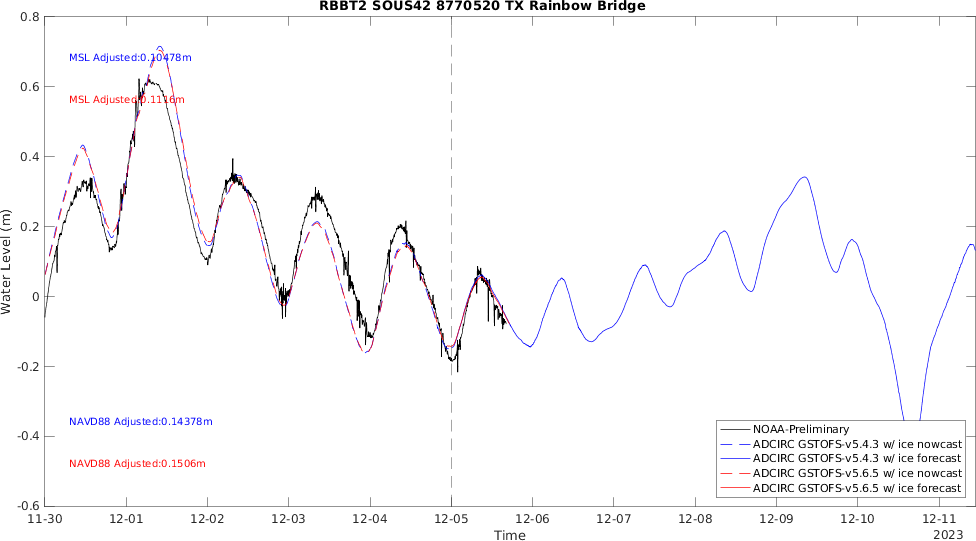 RBBT2 SOUS42 8770520 TX Rainbow Bridge
0.8
0.6
0.4
0.2
0
-0.2
-0.4
-0.6
Water Level (m)
MSL Adjusted:0.10478m
MSL Adjusted:0.1116m
NAVD88 Adjusted:0.14378m
NAVD88 Adjusted:0.1506m
NOAA-Preliminary
ADCIRC GSTOFS-v5.4.3 w/ ice nowcast
ADCIRC GSTOFS-v5.4.3 w/ ice forecast
ADCIRC GSTOFS-v5.6.5 w/ ice nowcast
ADCIRC GSTOFS-v5.6.5 w/ ice forecast
11-30 12-01 12-02 12-03 12-04 12-05 12-06 12-07 12-08 12-09 12-10 12-11
Time
2023